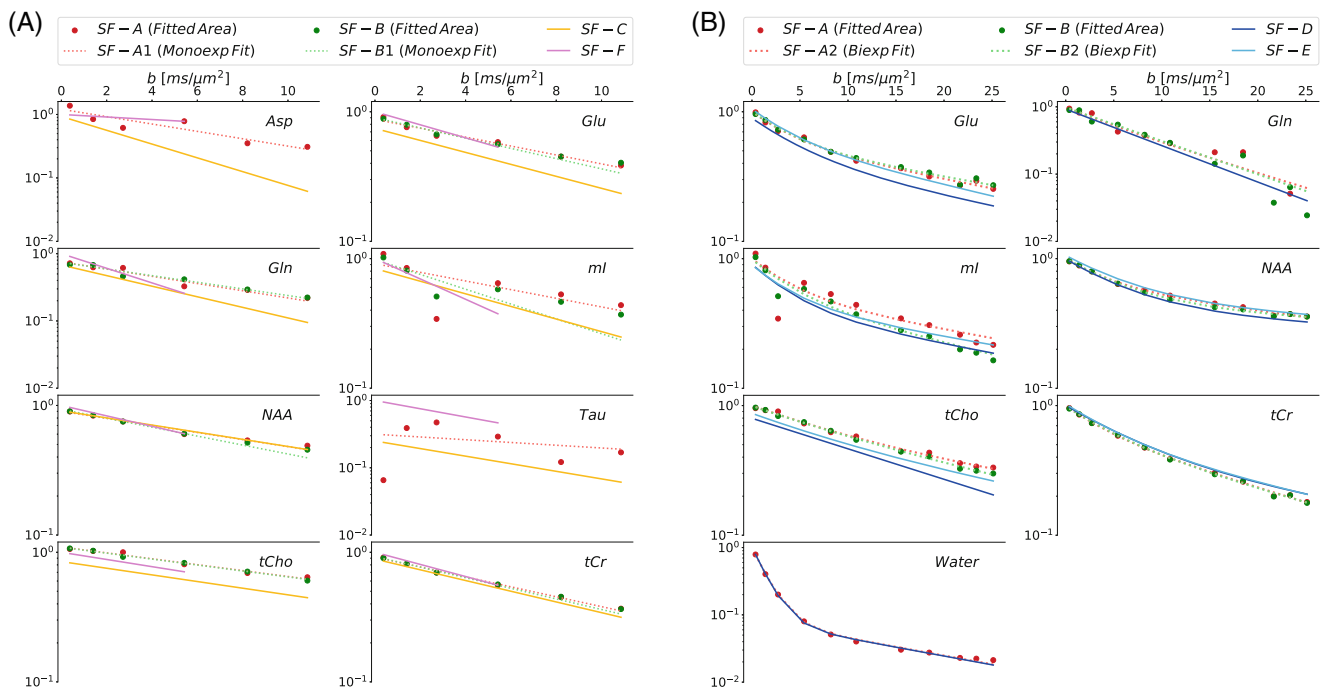 (A)
SF−A (Fitted Area) SF−B (Fitted Area) SF−C
SF−A1 (Monoexp Fit) SF−B1 (Monoexp Fit) SF−F
b [ms/μm²] b [ms/μm²]
0 2 4 6 8 10 0 2 4 6 8 10
10⁰ Asp 10⁰ Glu
10⁻¹
10⁻² 10⁻¹
10⁰ Gln 10⁰ mI
10⁻¹
10⁻² 10⁻¹
10⁰ NAA 10⁰ Tau
10⁻¹
10⁻¹ 10⁻²
10⁰ tCho 10⁰ tCr
10⁻¹ 10⁻¹
(B)
SF−A (Fitted Area) SF−B (Fitted Area) SF−D
SF−A2 (Biexp Fit) SF−B2 (Biexp Fit) SF−E
b [ms/μm²] b [ms/μm²]
0 5 10 15 20 25 0 5 10 15 20 25
10⁰ Glu 10⁰ Gln
10⁻¹
10⁻¹ 10⁻²
10⁰ mI 10⁰ NAA
10⁻¹ 10⁻¹
10⁰ tCho 10⁰ tCr
10⁻¹ 10⁻¹
10⁰ Water
10⁻¹
10⁻²